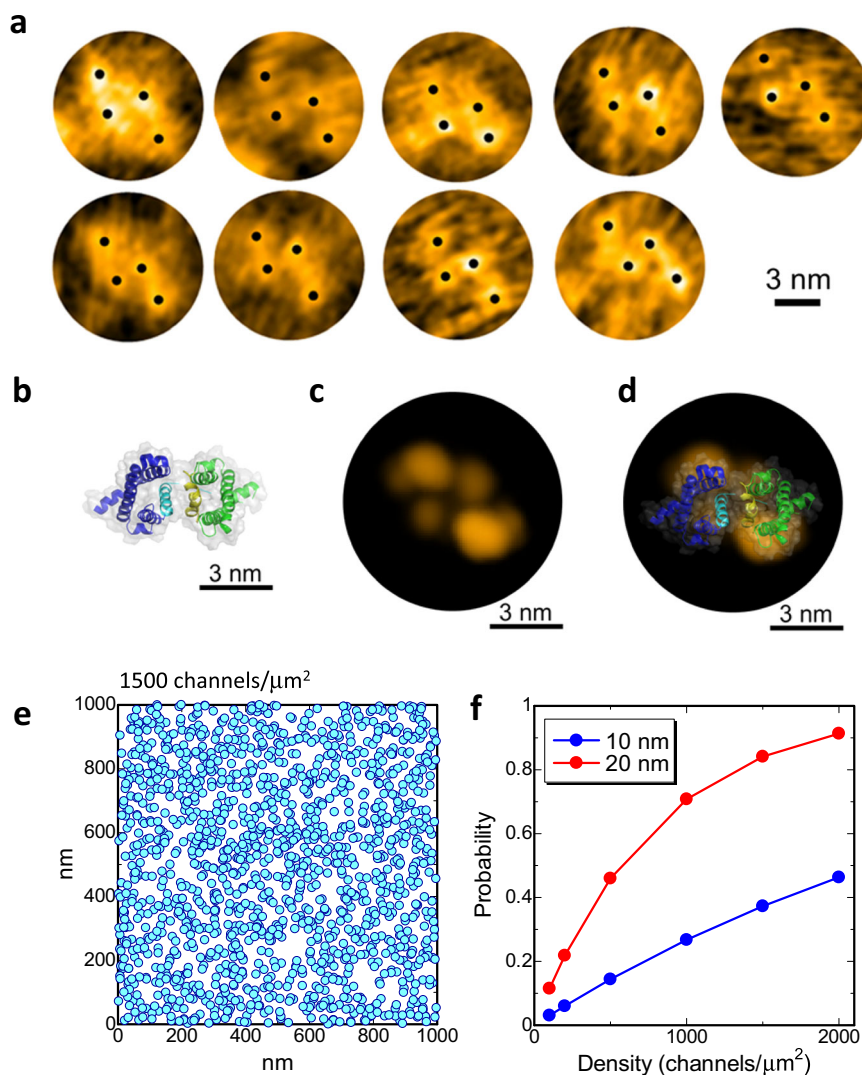 a
3 nm
b
c
d
3 nm
3 nm
3 nm
1500 channels/μm²
e
1000
800
600
400
200
0
nm
0
200
400
600
800
1000
nm
f
10 nm
20 nm
1
0.8
0.6
0.4
0.2
0
Probability
0
1000
2000
Density (channels/μm²)